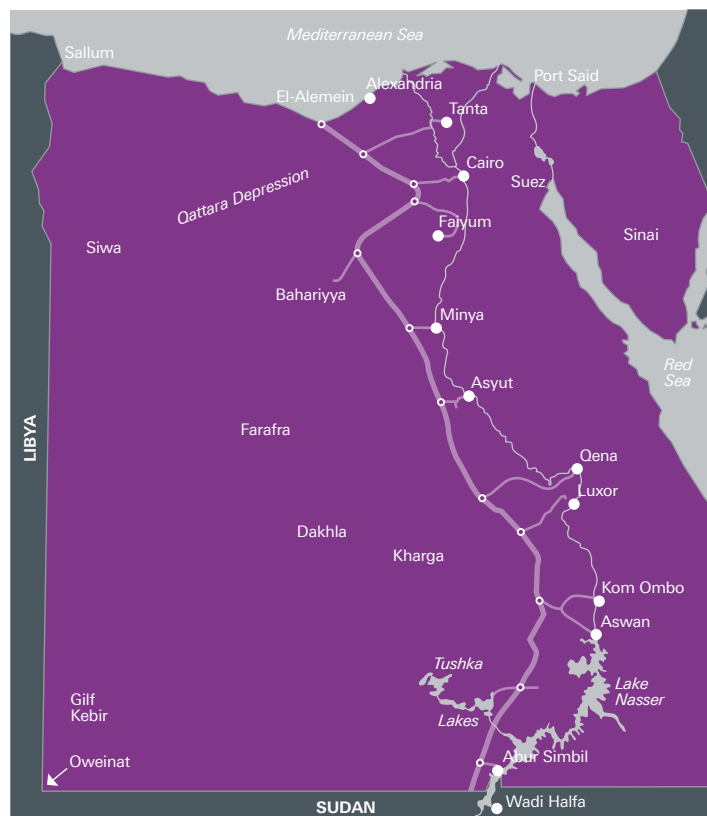 Mediterranean Sea
Sallum
Port Said
Alexandria
El-Alemein
Tanta
Cairo
Suez
Qattara Depression
Faiyum
Sinai
Siwa
Bahariyya
Minya
Red
Sea
Asyut
LIBYA
Farafra
Qena
Luxor
Dakhla
Kharga
Kom Ombo
Aswan
Tushka
Lakes
Lake
Nasser
Gilf
Kebir
Oweinat
Abur Simbil
SUDAN
Wadi Halfa